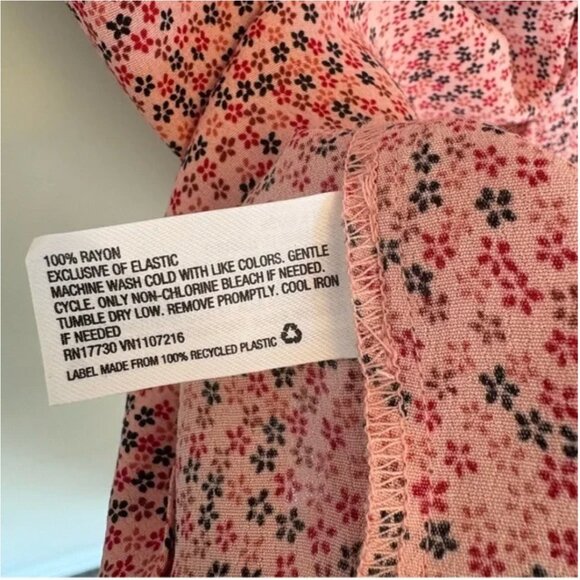 100% RAYON
EXCLUSIVE OF ELASTIC
MACHINE WASH COLD WITH LIKE COLORS. GENTLE
CYCLE. ONLY NON-CHLORINE BLEACH IF NEEDED.
TUMBLE DRY LOW. REMOVE PROMPTLY. COOL IRON
IF NEEDED
RN17730 VN1107216
LABEL MADE FROM 100% RECYCLED PLASTIC